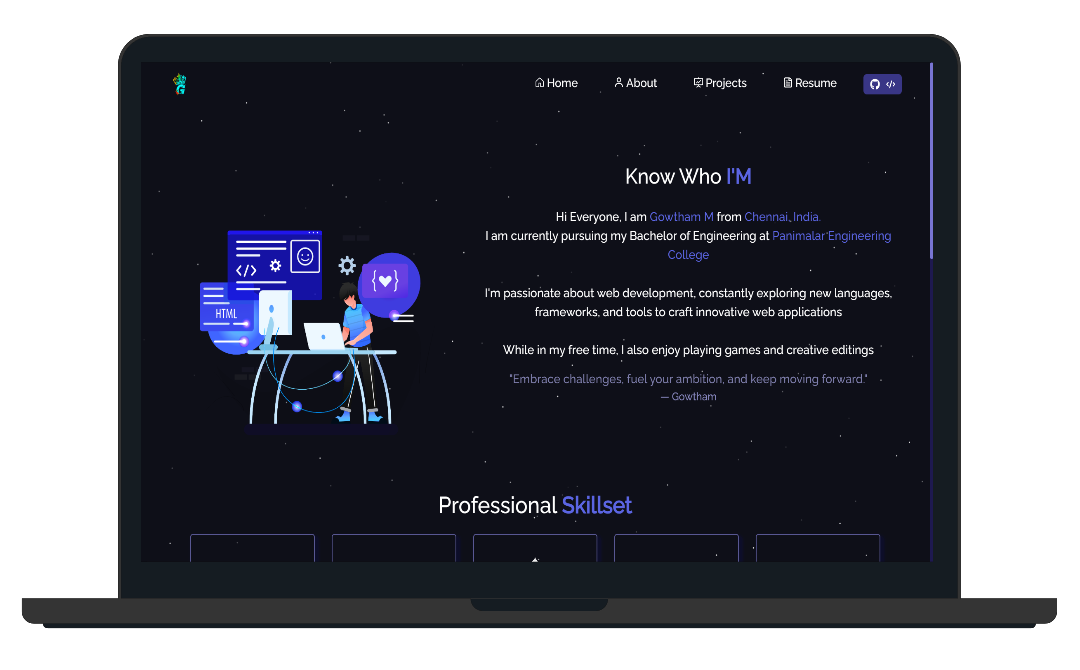 Home About Projects Resume </>
Know Who I'M
Hi Everyone, I am Gowtham M from Chennai, India.
I am currently pursuing my Bachelor of Engineering at Panimalar Engineering
College
I'm passionate about web development, constantly exploring new languages,
frameworks, and tools to craft innovative web applications
While in my free time, I also enjoy playing games and creative editings
"Embrace challenges, fuel your ambition, and keep moving forward."
— Gowtham
</>
{ }
HTML
Professional Skillset